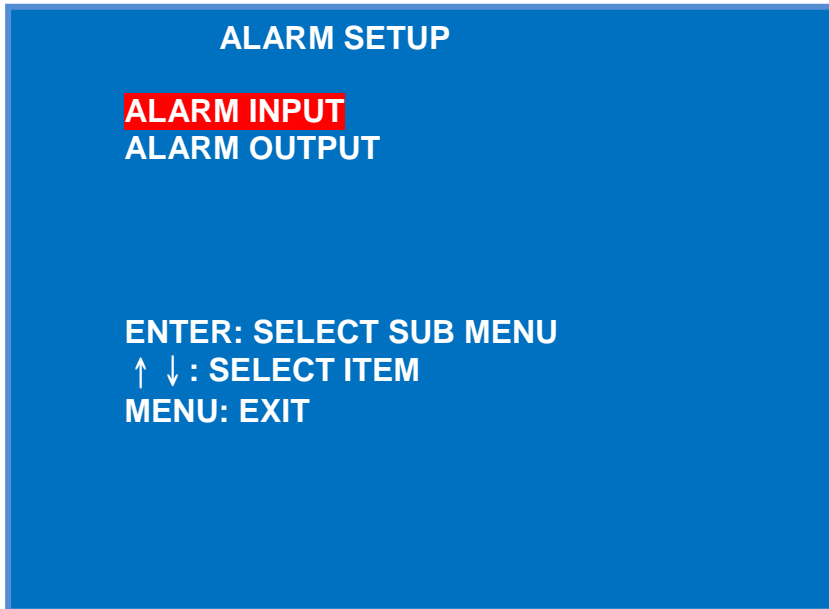 ALARM SETUP
ALARM INPUT
ALARM OUTPUT
ENTER: SELECT SUB MENU
↑ ↓ : SELECT ITEM
MENU: EXIT